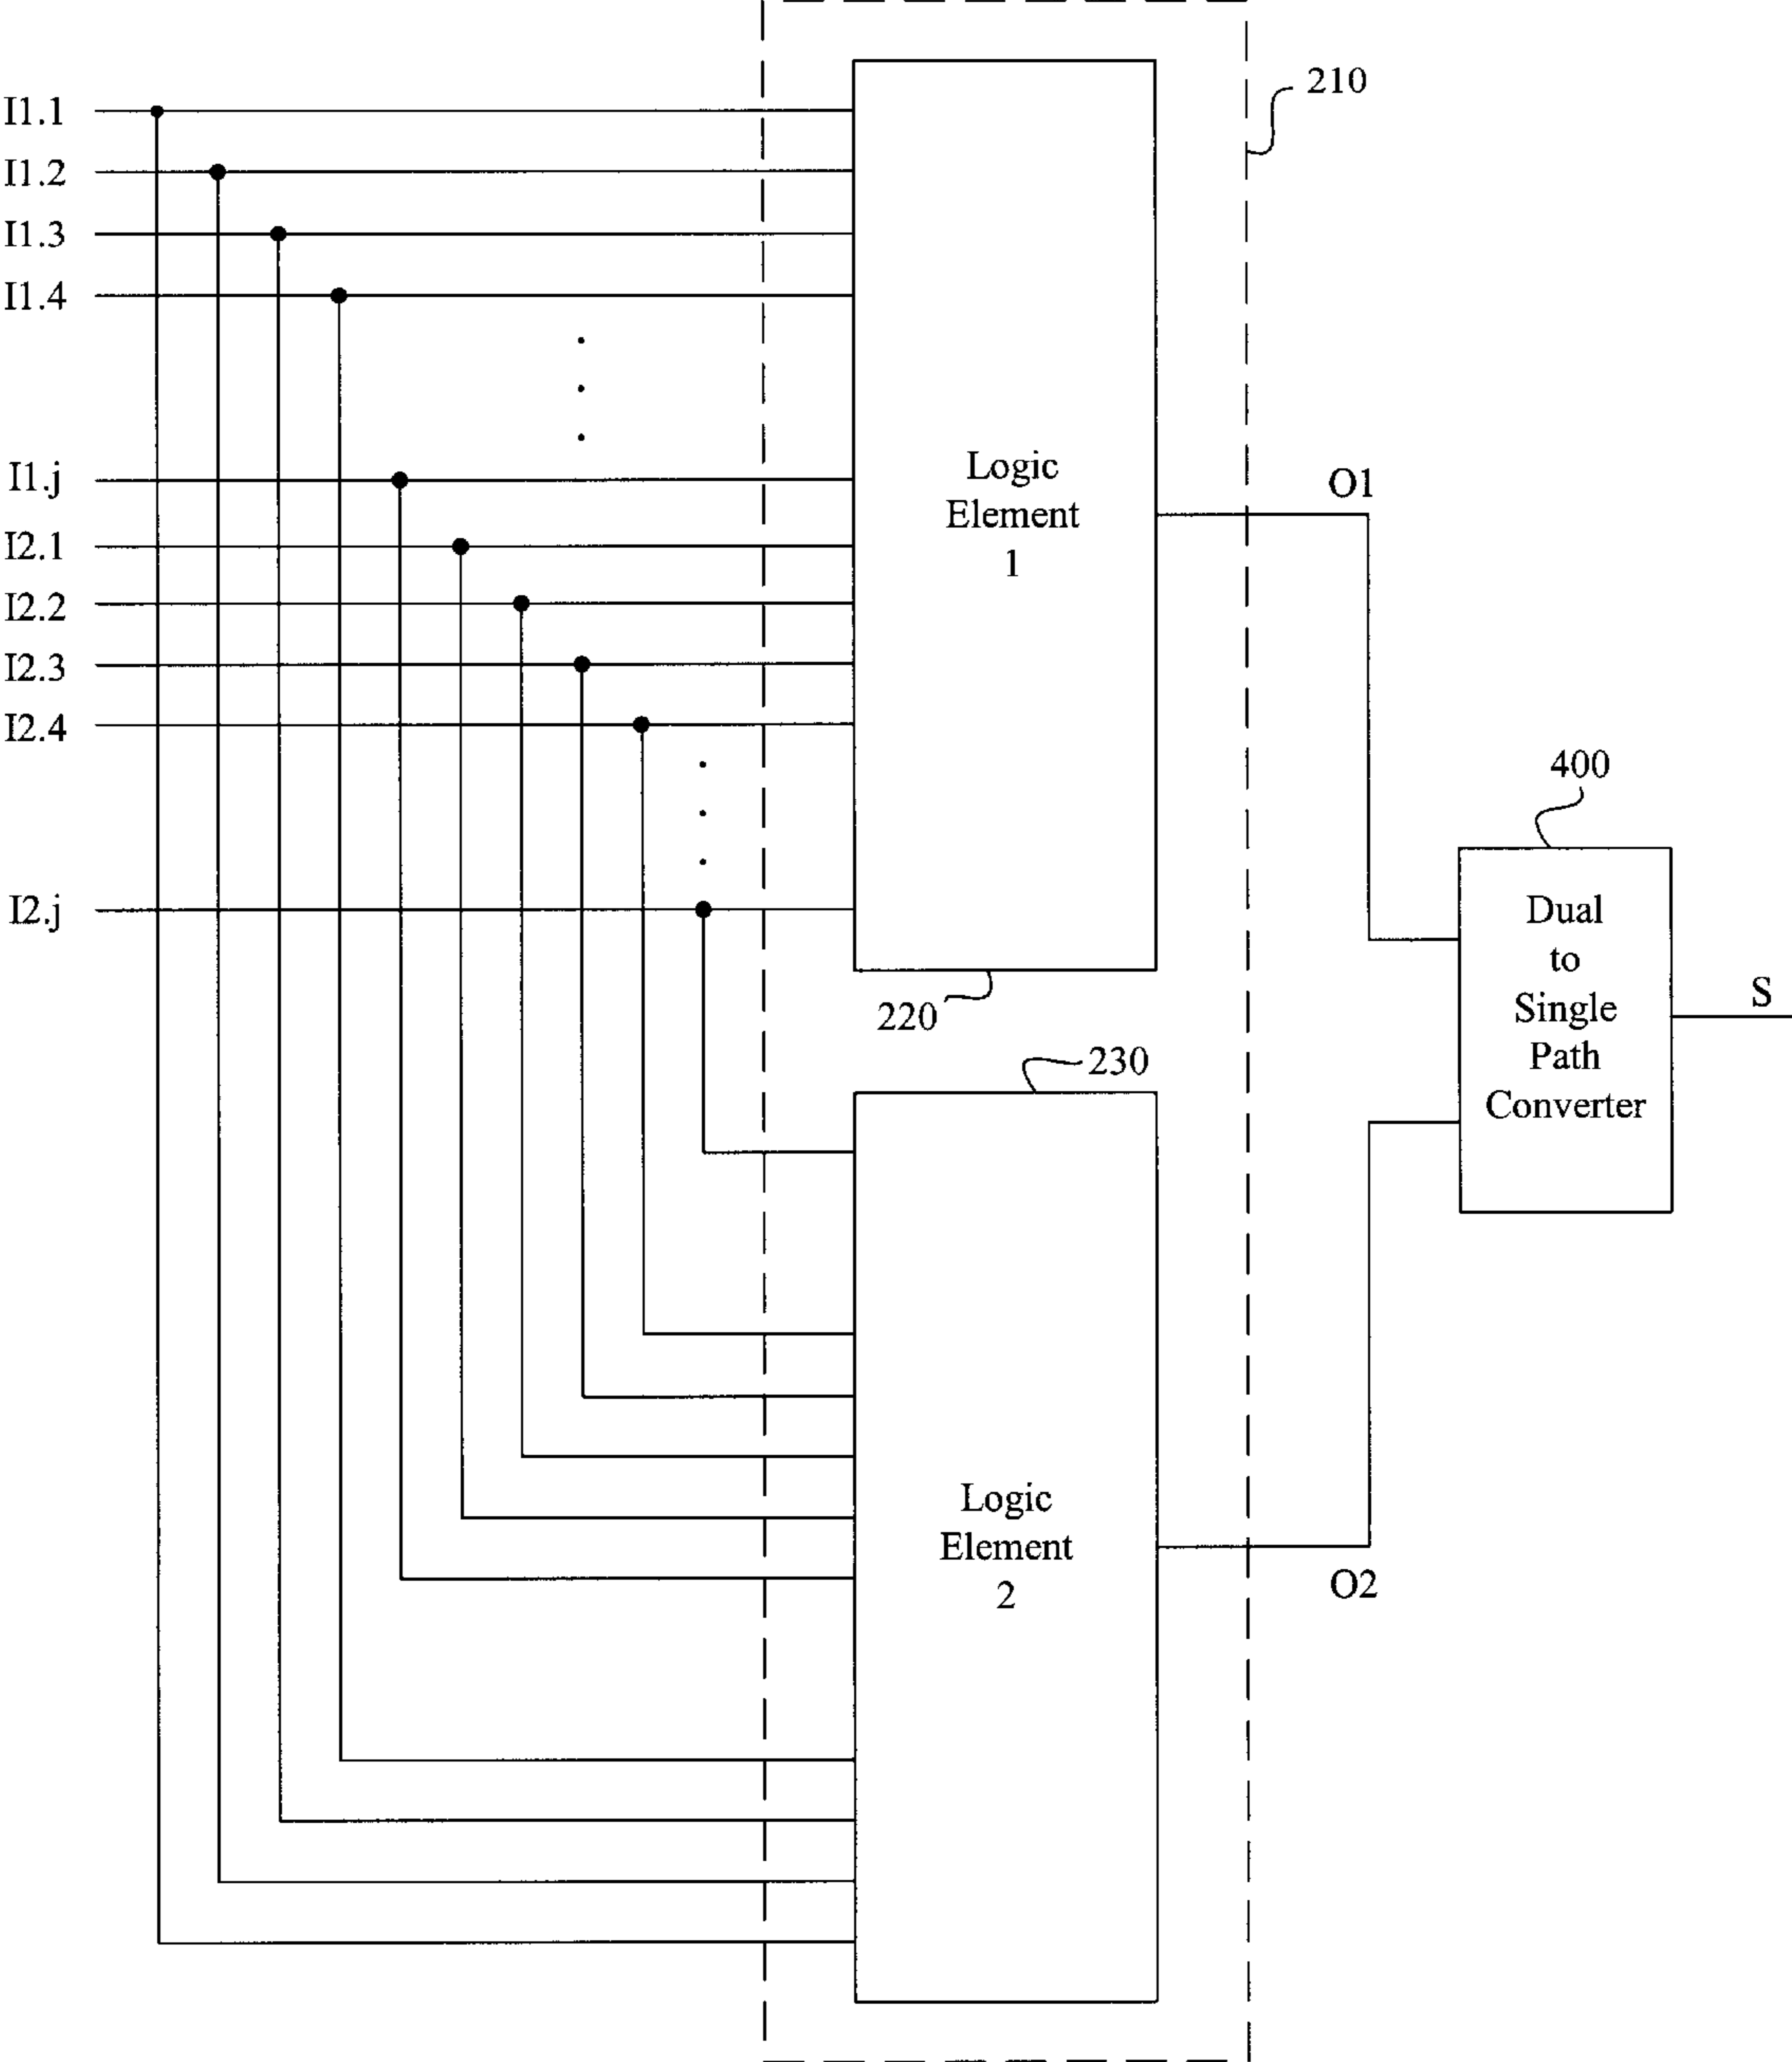 I1.1
I1.2
I1.3
I1.4
I1.j
I2.1
I2.2
I2.3
I2.4
I2.j
Logic
Element
1
210
O1
220
230
400
Dual
to
Single
Path
Converter
S
Logic
Element
2
O2